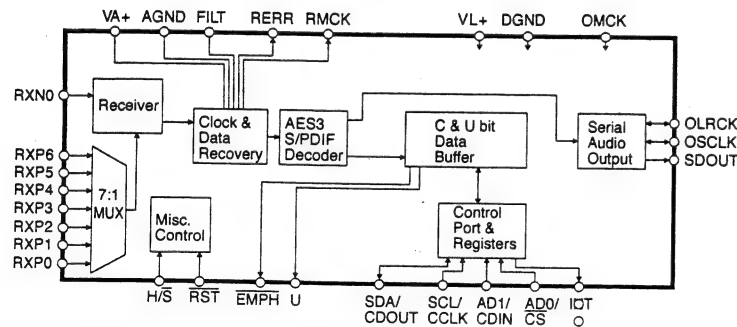 VA+ AGND FILT RERR RMCK VL+ DGND OMCK
RXN0
Receiver
Clock &
Data
Recovery
AES3
S/PDIF
Decoder
C & U bit
Data
Buffer
Serial
Audio
Output
OLRCK
OSCLK
SDOUT
RXP6
RXP5
RXP4
RXP3
RXP2
RXP1
RXP0
7:1
MUX
Misc.
Control
Control
Port &
Registers
H/S RST EMPH U
SDA/
CDOUT
SCL/
CCLK
AD1/
CDIN
AD0/
CS